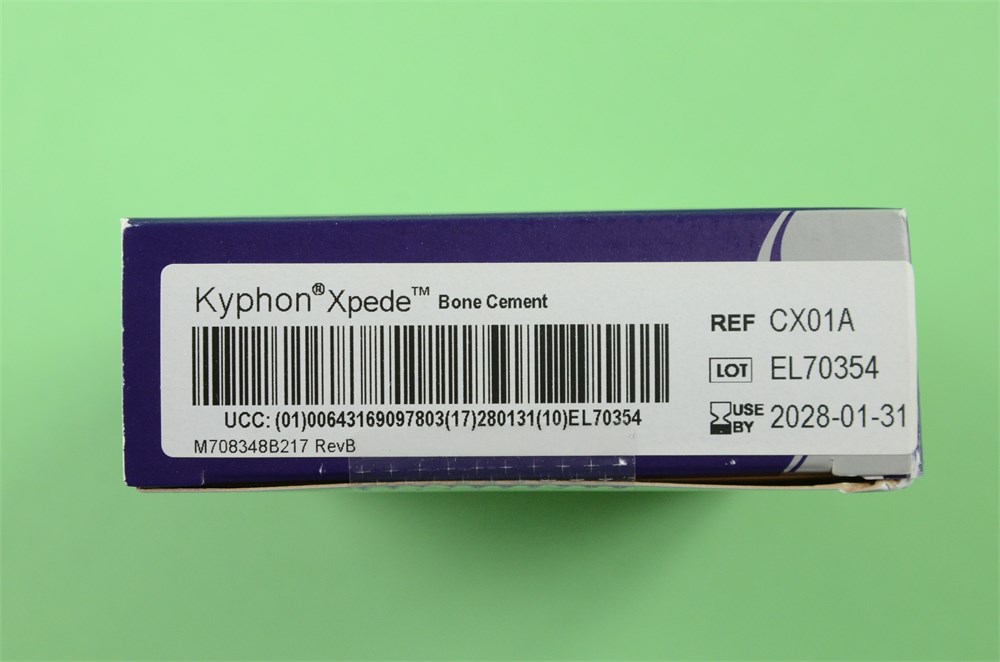 Kyphon® Xpede™ Bone Cement
UCC: (01)00643169097803(17)280131(10)EL70354
M708348B217 RevB
REF CX01A
LOT EL70354
USE BY 2028-01-31